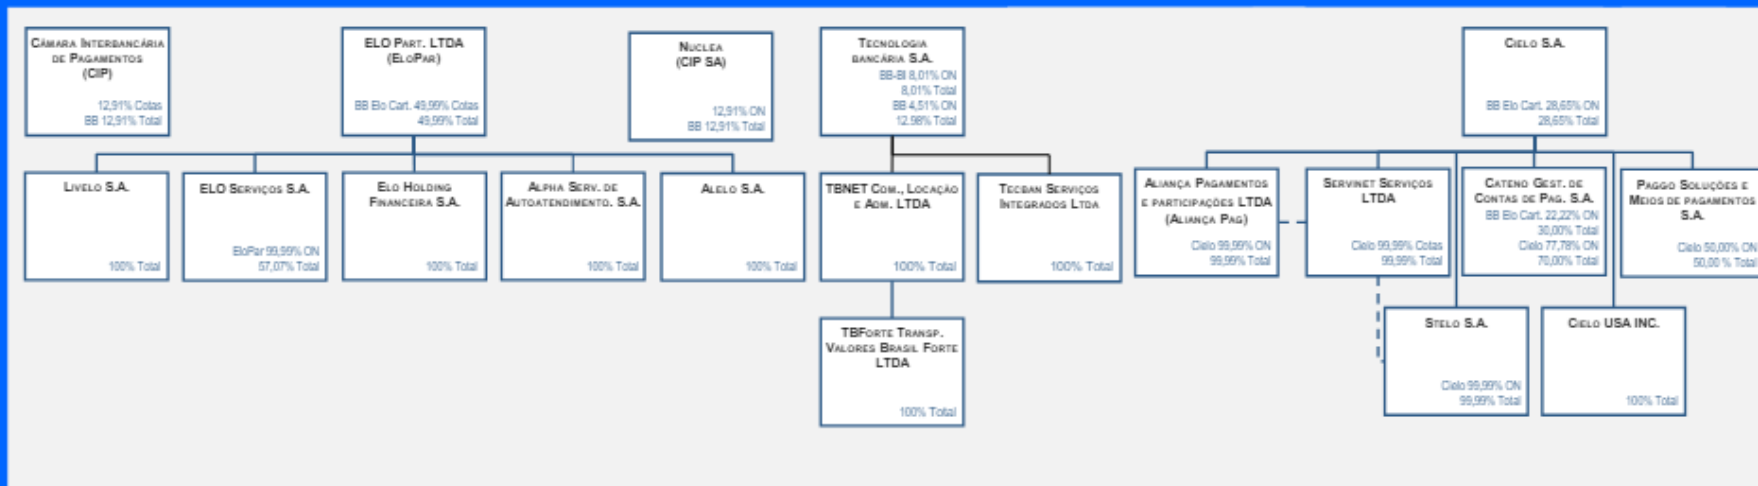 Câmara Interbancária
de Pagamentos
(CIP)
12,91% Cotas
BB 12,91% Total
ELO Part. LTDA
(EloPar)
BB Elo Cart. 49,99% Cotas
49,99% Total
Nuclea
(CIP SA)
12,91% ON
BB 12,91% Total
Tecnologia
bancária S.A.
BB-BI 8,01% ON
8,01% Total
BB 4,51% ON
12.98% Total
Cielo S.A.
BB Elo Cart. 28,65% ON
28,65% Total
Livelo S.A.
100% Total
ELO Serviços S.A.
EloPar 99,99% ON
57,07% Total
Elo Holding
Financeira S.A.
100% Total
Alpha Serv. de
Autoatendimento. S.A.
100% Total
Alelo S.A.
100% Total
TBNET Com., Locação
e Adm. LTDA
100% Total
Tecban Serviços
Integrados Ltda
100% Total
Aliança Pagamentos
e participações LTDA
(Aliança Pag)
Cielo 99,99% ON
99,99% Total
Servinet Serviços
LTDA
Cielo 99,99% Cotas
99,99% Total
Cateno Gest. de
Contas de Pag. S.A.
BB Elo Cart. 22,22% ON
30,00% Total
Cielo 77,78% ON
70,00% Total
Paggo Soluções e
Meios de pagamentos
S.A.
Cielo 50,00% ON
50,00 % Total
TBForte Transp.
Valores Brasil Forte
LTDA
100% Total
Stelo S.A.
Cielo 99,99% ON
99,99% Total
Cielo USA INC.
100% Total